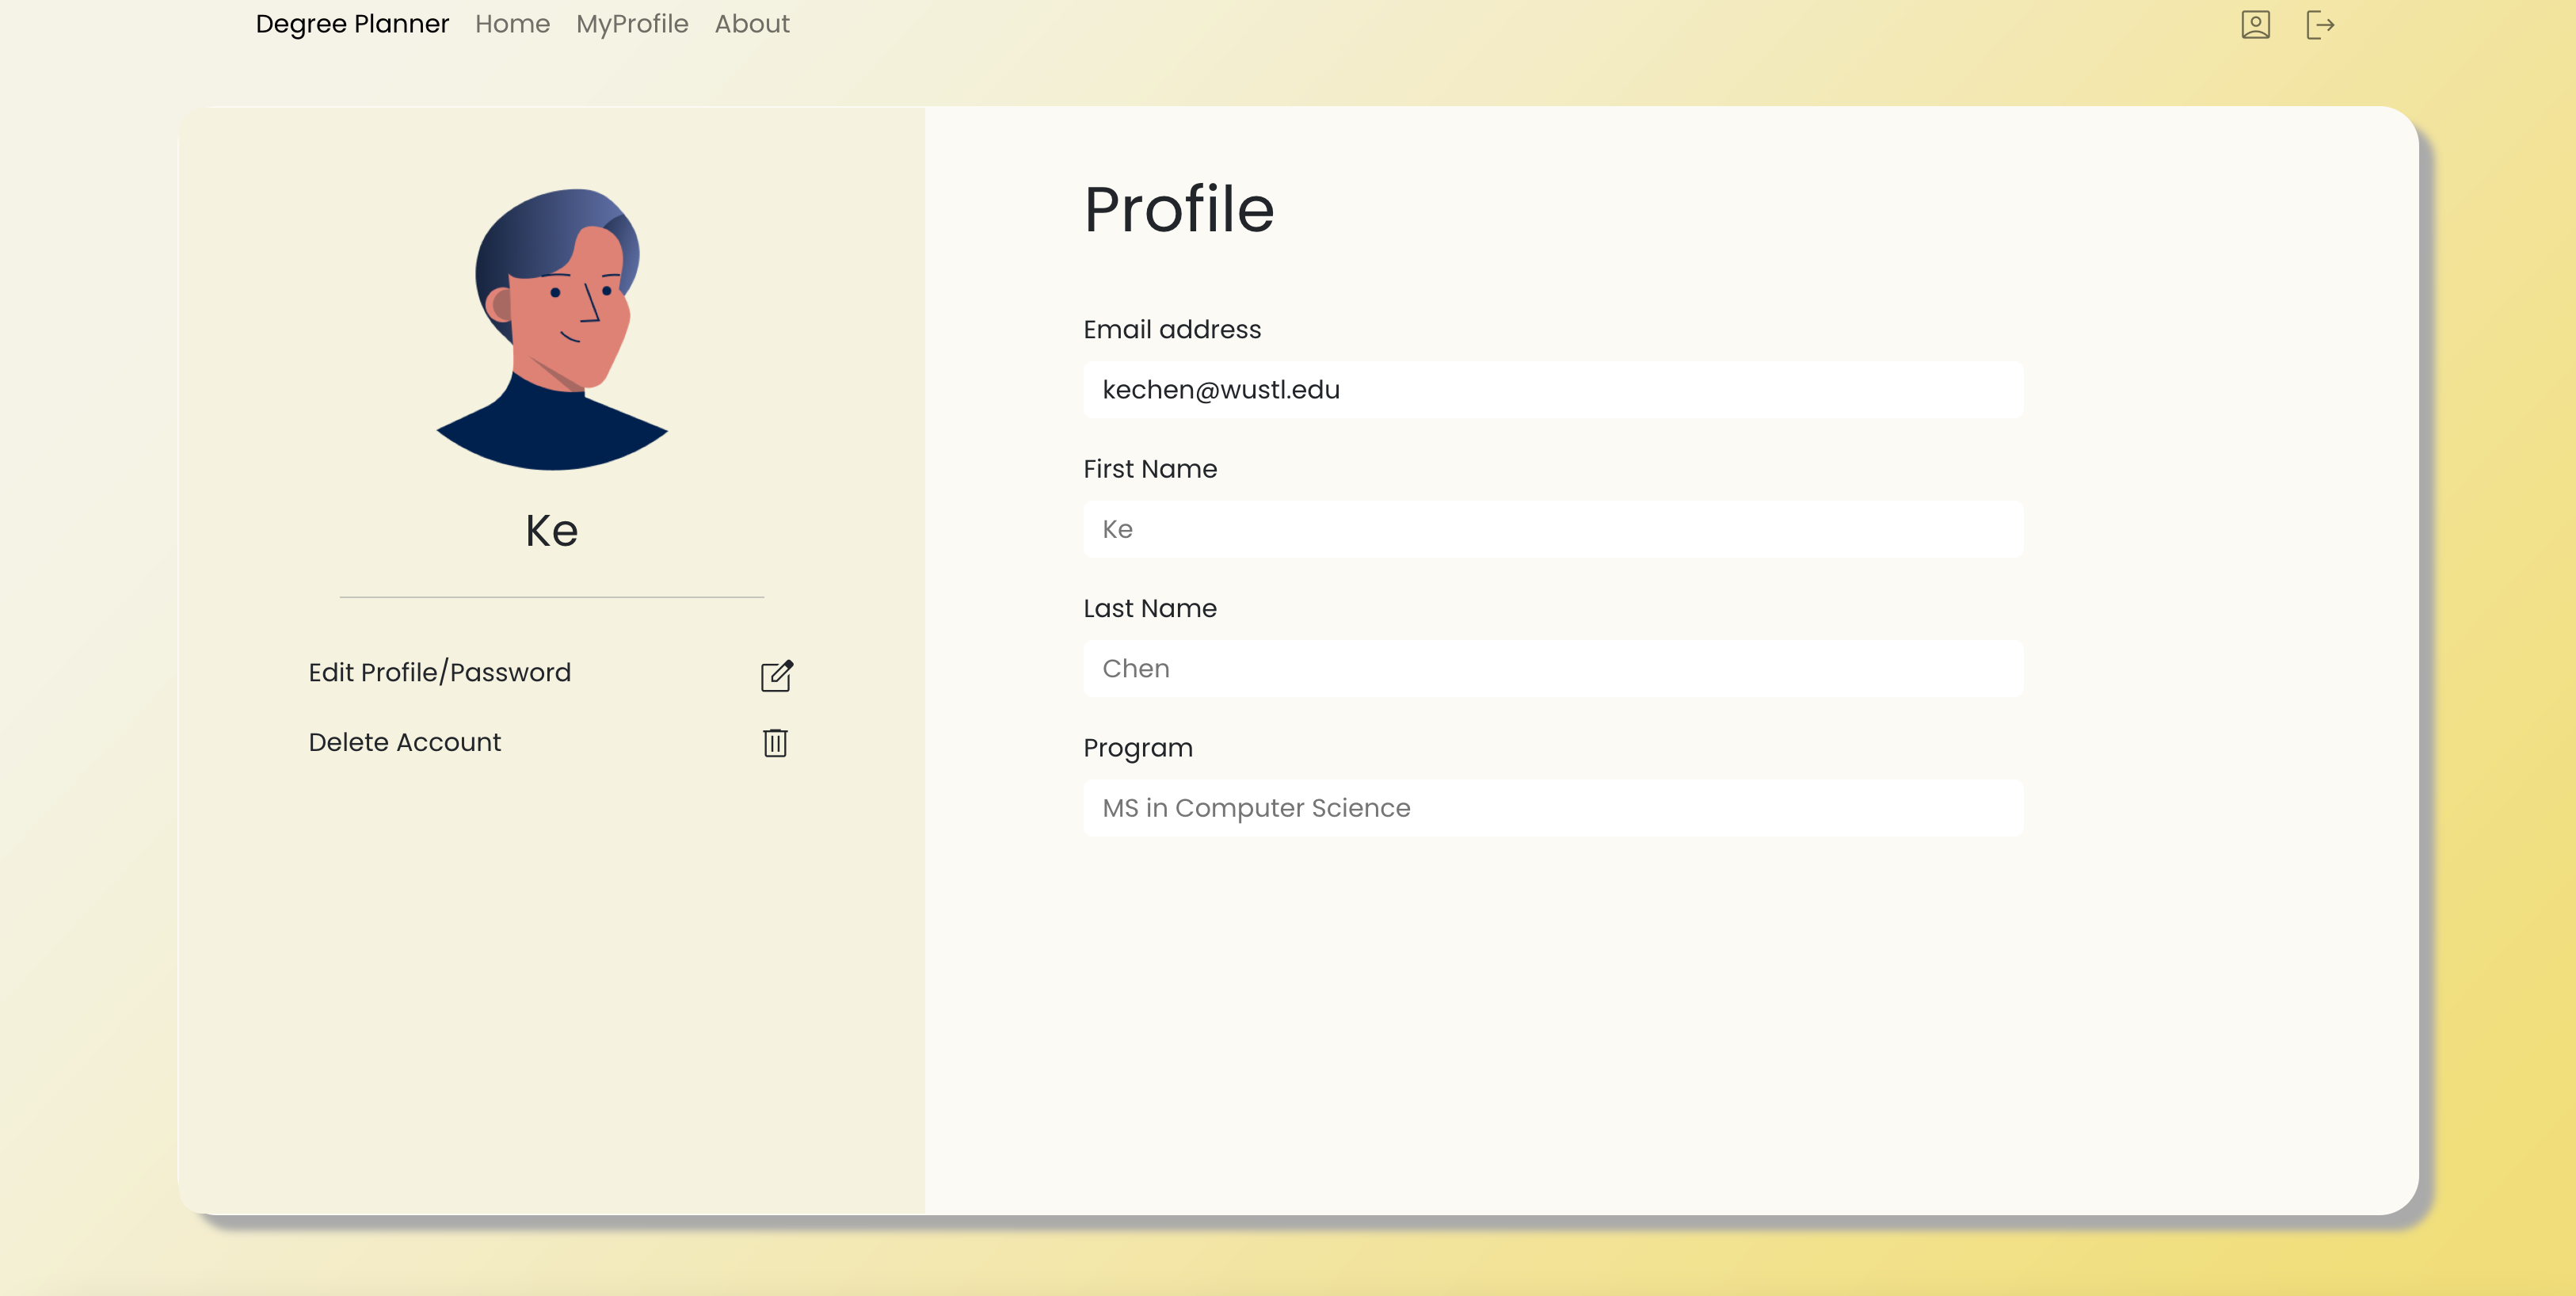 Degree Planner Home MyProfile About
Ke
Edit Profile/Password
Delete Account
Profile
Email address
kechen@wustl.edu
First Name
Ke
Last Name
Chen
Program
MS in Computer Science